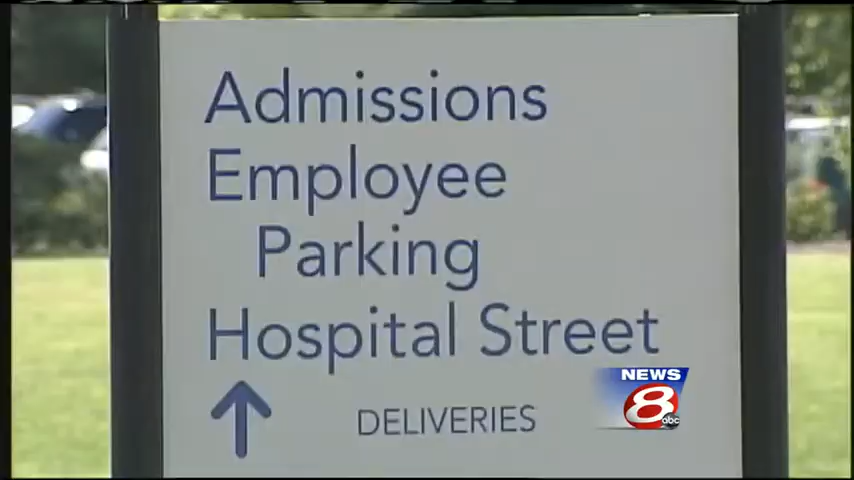 Admissions
Employee
Parking
Hospital Street
DELIVERIES
NEWS
8
abc